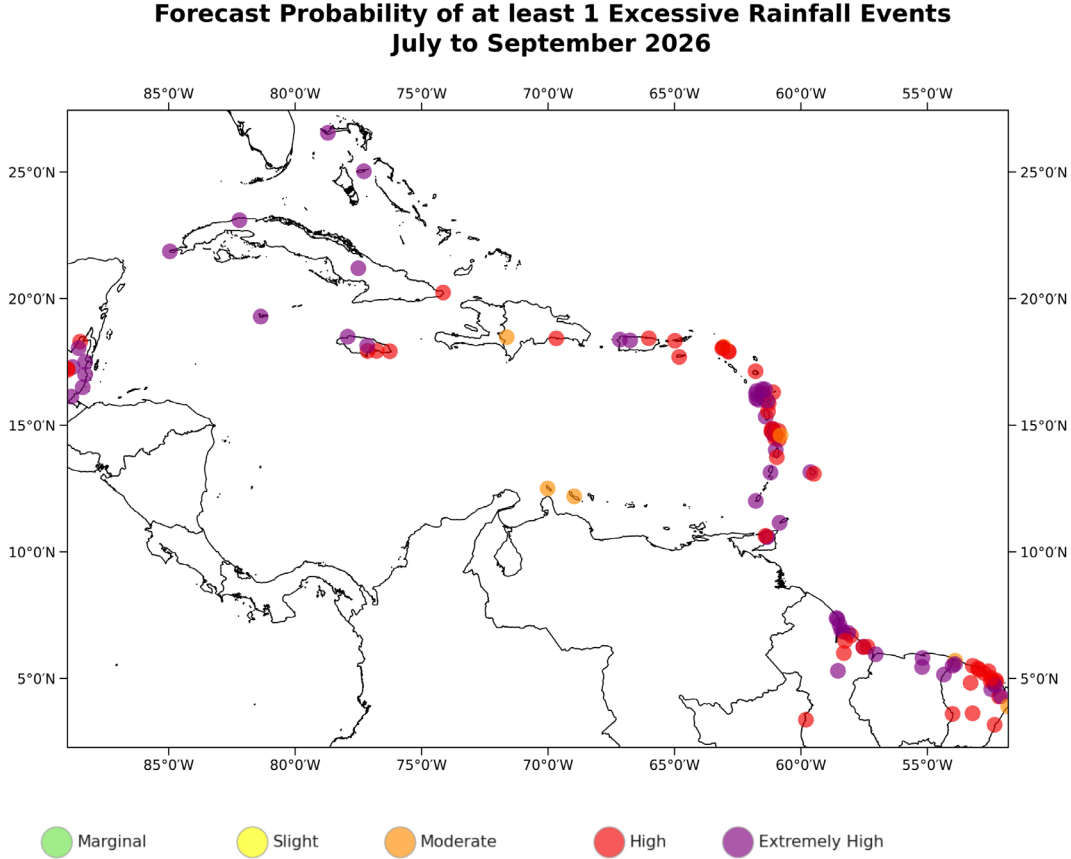 Forecast Probability of at least 1 Excessive Rainfall Events
July to September 2026
85°0′W 80°0′W 75°0′W 70°0′W 65°0′W 60°0′W 55°0′W
25°0′N 25°0′N
20°0′N 20°0′N
15°0′N 15°0′N
10°0′N 10°0′N
5°0′N 5°0′N
85°0′W 80°0′W 75°0′W 70°0′W 65°0′W 60°0′W 55°0′W
Marginal Slight Moderate High Extremely High